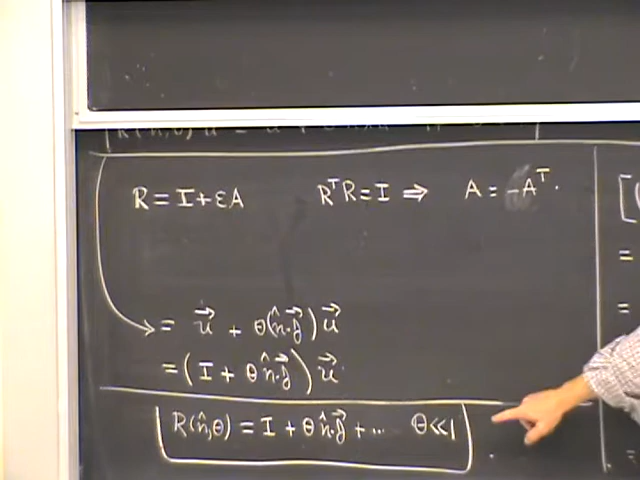 R = I + εA    RᵀR = I ⇒ A = -Aᵀ.
[
=
= u⃗ + θ(n̂·J⃗)u⃗
=
= (I + θ n̂·J⃗) u⃗
R(n̂,θ) = I + θ n̂·J⃗ + ... θ≪1
=